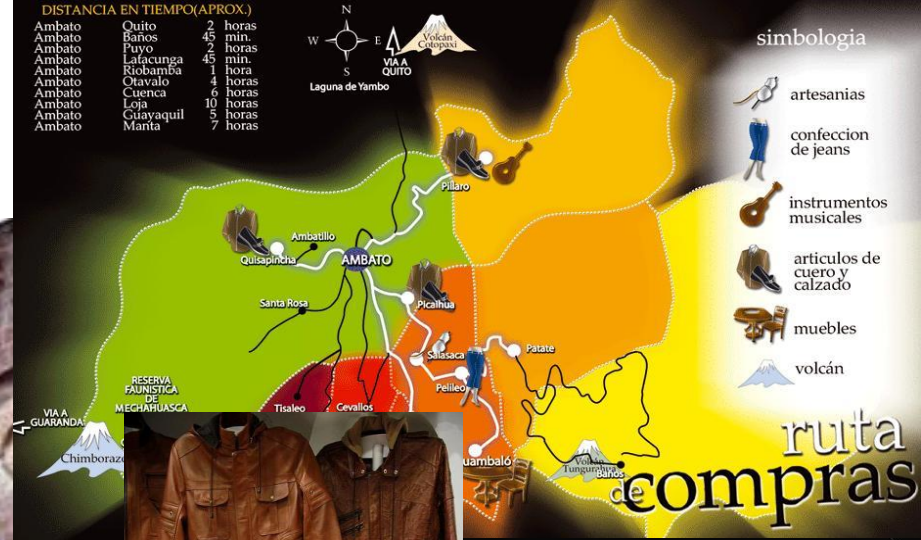 DISTANCIA EN TIEMPO(APROX.)
Ambato Quito 2 horas
Ambato Baños 45 min.
Ambato Puyo 2 horas
Ambato Latacunga 45 min.
Ambato Riobamba 1 hora
Ambato Otavalo 4 horas
Ambato Cuenca 6 horas
Ambato Loja 10 horas
Ambato Guayaquil 5 horas
Ambato Manta 7 horas
N
W E
S
VIA A
QUITO
Volcán
Cotopaxi
Laguna de Yambo
simbologia
artesanias
confeccion
de jeans
instrumentos
musicales
articulos de
cuero y
calzado
muebles
volcán
Pillaro
Ambatillo
Quisapincha
AMBATO
Santa Rosa
Picaihua
Salasaca
Patate
Pelileo
RESERVA
FAUNISTICA
DE
MECHAHUASCA
Tisaleo
Cevallos
VIA A
GUARANDA
Chimborazo
uambaló
Volcán
Tungurahua
Baños
ruta
de compras